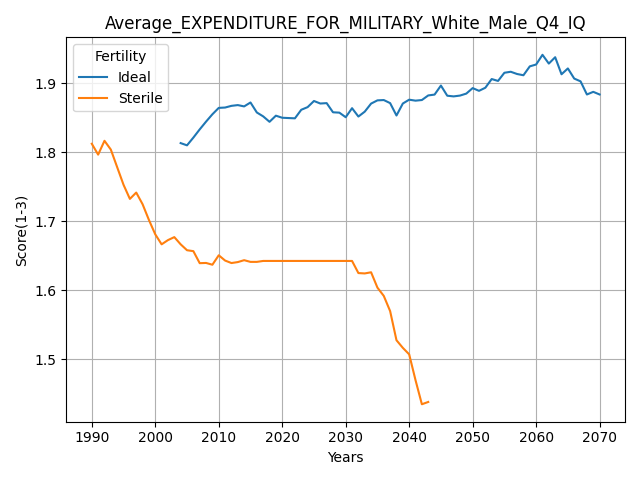 Average_EXPENDITURE_FOR_MILITARY_White_Male_Q4_IQ
Fertility
Ideal
Sterile
Score(1-3)
1.9
1.8
1.7
1.6
1.5
1990 2000 2010 2020 2030 2040 2050 2060 2070
Years